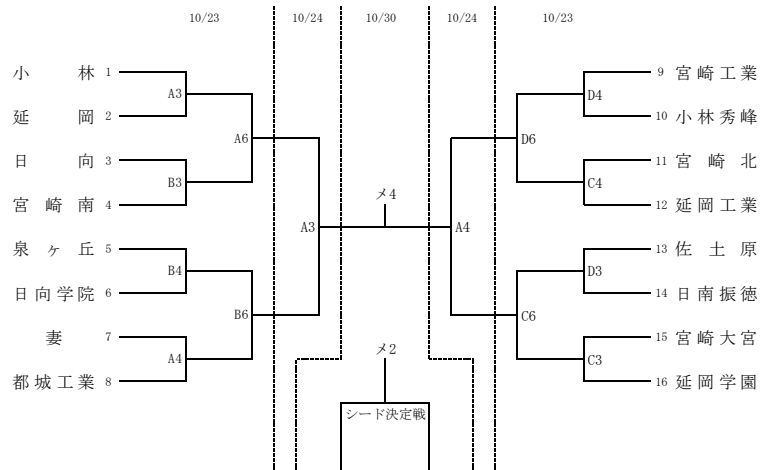 10/23 10/24 10/30 10/24 10/23
小林 1 9 宮崎工業
A3 D4
延岡 2 10 小林秀峰
A6 D6
日向 3 11 宮崎北
B3 C4
宮崎南 4 メ4 12 延岡工業
A3 A4
泉ヶ丘 5 13 佐土原
B4 D3
日向学院 6 14 日南振徳
B6 C6
妻 7 メ2 15 宮崎大宮
A4 C3
都城工業 8 16 延岡学園
シード決定戦